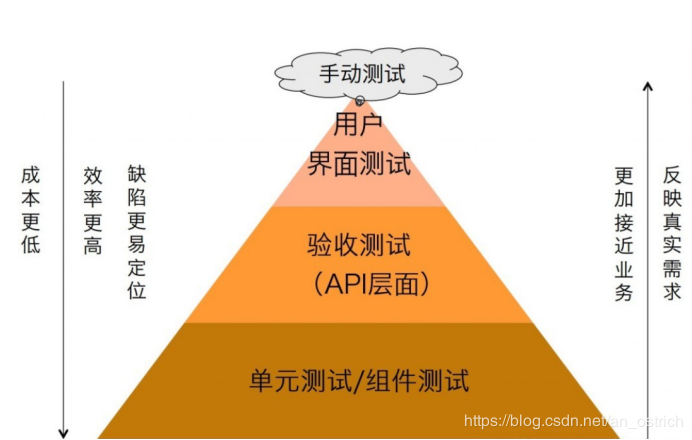 手动测试
用户
界面测试
验收测试
（API层面）
单元测试/组件测试
成本更低
效率更高
缺陷更易定位
更加接近业务
反映真实需求
https://blog.csdn.net/an_ostrich